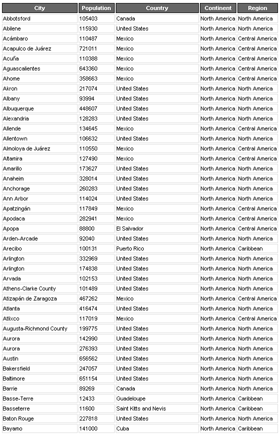 City Population Country Continent Region
Abbotsford 105403 Canada North America North America
Abilene 115930 United States North America North America
Acámbaro 110487 Mexico North America Central America
Acapulco de Juárez 721011 Mexico North America Central America
Acuña 110388 Mexico North America Central America
Aguascalientes 643360 Mexico North America Central America
Ahome 358663 Mexico North America Central America
Akron 217074 United States North America North America
Albany 93994 United States North America North America
Albuquerque 448607 United States North America North America
Alexandria 128283 United States North America North America
Allende 134645 Mexico North America Central America
Allentown 106632 United States North America North America
Almoloya de Juárez 110550 Mexico North America Central America
Altamira 127490 Mexico North America Central America
Amarillo 173627 United States North America North America
Anaheim 328014 United States North America North America
Anchorage 260283 United States North America North America
Ann Arbor 114024 United States North America North America
Apatzingán 117849 Mexico North America Central America
Apodaca 282941 Mexico North America Central America
Apopa 88800 El Salvador North America Central America
Arden-Arcade 92040 United States North America North America
Arecibo 100131 Puerto Rico North America Caribbean
Arlington 332969 United States North America North America
Arlington 174838 United States North America North America
Arvada 102153 United States North America North America
Athens-Clarke County 101489 United States North America North America
Atizapán de Zaragoza 467262 Mexico North America Central America
Atlanta 416474 United States North America North America
Atlixco 117019 Mexico North America Central America
Augusta-Richmond County 199775 United States North America North America
Aurora 142990 United States North America North America
Aurora 276393 United States North America North America
Austin 656562 United States North America North America
Bakersfield 247057 United States North America North America
Baltimore 651154 United States North America North America
Barrie 89269 Canada North America North America
Basse-Terre 12433 Guadeloupe North America Caribbean
Basseterre 11600 Saint Kitts and Nevis North America Caribbean
Baton Rouge 227818 United States North America North America
Bayamo 141000 Cuba North America Caribbean